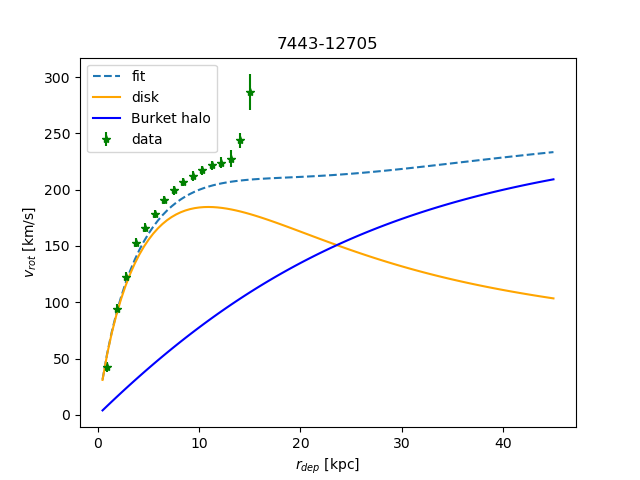 7443-12705
fit
disk
Burket halo
data
300
250
200
150
100
50
0
v_rot [km/s]
0 10 20 30 40
r_dep [kpc]